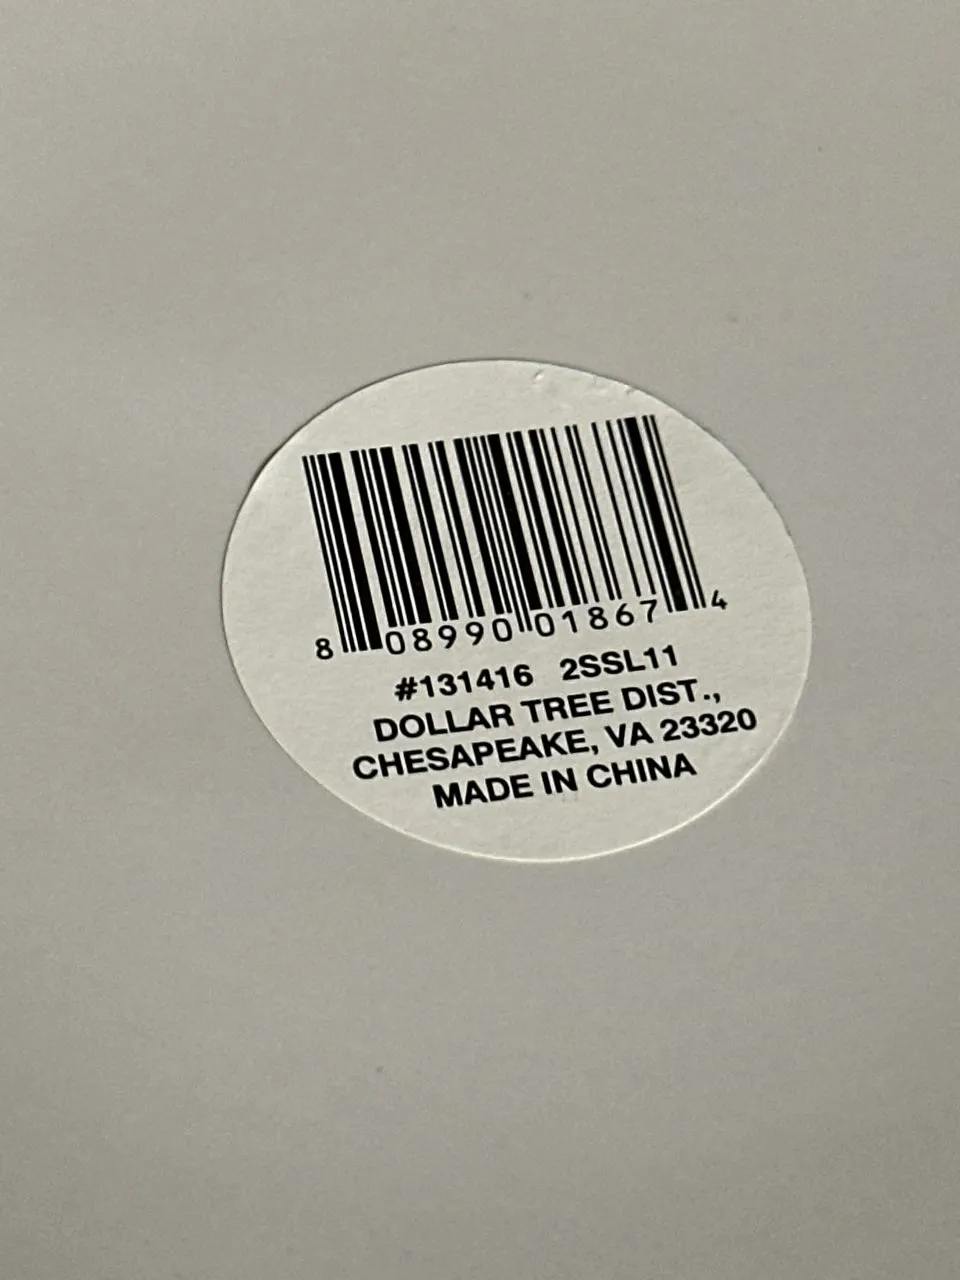 8 08990 01867 4
#131416 2SSL11
DOLLAR TREE DIST.,
CHESAPEAKE, VA 23320
MADE IN CHINA